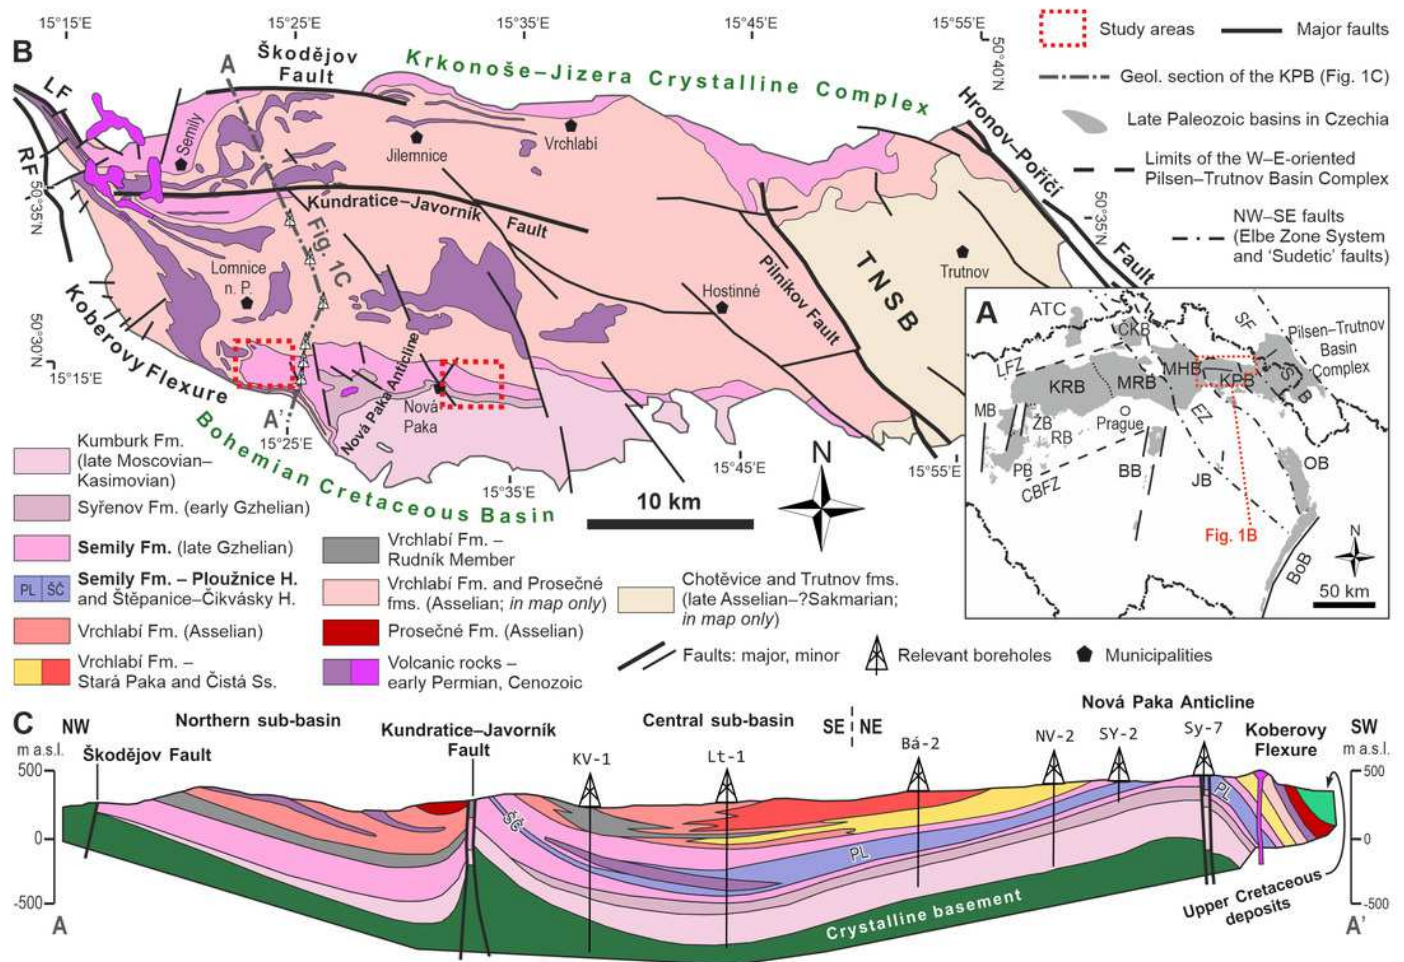 15°15'E
15°25'E
15°35'E
15°45'E
15°55'E
50°40'N
B
A
Škodějov
Fault
Krkonoše–Jizera Crystalline Complex
LF
RF
Semily
Jilemnice
Vrchlabí
Hronov–Poříčí
Fault
50°35'N
50°35'N
Kundratice–Javorník
Fault
Fig. 1C
Lomnice
n. P.
Hostinné
Pilníkov Fault
TNSB
Trutnov
Koberovy Flexure
50°30'N
15°15'E
A'
15°25'E
Nová Paka Anticline
Nová
Paka
Bohemian Cretaceous Basin
15°35'E
15°45'E
15°55'E
N
10 km
Study areas
Major faults
Geol. section of the KPB (Fig. 1C)
Late Paleozoic basins in Czechia
Limits of the W–E-oriented
Pilsen–Trutnov Basin Complex
NW–SE faults
(Elbe Zone System
and ‘Sudetic’ faults)
A
ATC
ČKB
SF
Pilsen–Trutnov
Basin
Complex
LFZ
KRB
MRB
MHB
KPB
ISB
MB
ŽB
RB
Prague
EZ
PB
CBFZ
BB
JB
OB
Fig. 1B
BoB
N
50 km
Kumburk Fm.
(late Moscovian–
Kasimovian)
Syřenov Fm. (early Gzhelian)
Semily Fm. (late Gzhelian)
PL ŠČ
Semily Fm. – Ploužnice H.
and Štěpanice–Čikvásky H.
Vrchlabí Fm. (Asselian)
Vrchlabí Fm. –
Stará Paka and Čistá Ss.
Vrchlabí Fm. –
Rudník Member
Vrchlabí Fm. and Prosečné
fms. (Asselian; in map only)
Prosečné Fm. (Asselian)
Volcanic rocks –
early Permian, Cenozoic
Chotěvice and Trutnov fms.
(late Asselian–?Sakmarian;
in map only)
Faults: major, minor
Relevant boreholes
Municipalities
C
NW
Northern sub-basin
Kundratice–Javorník
Fault
Central sub-basin
SE
NE
Nová Paka Anticline
Koberovy
Flexure
SW
m a.s.l.
Škodějov Fault
KV-1
Lt-1
Bá-2
NV-2
SY-2
Sy-7
m a.s.l.
500
0
-500
A
ŠČ
PL
PL
Crystalline basement
Upper Cretaceous
deposits
500
0
-500
A'